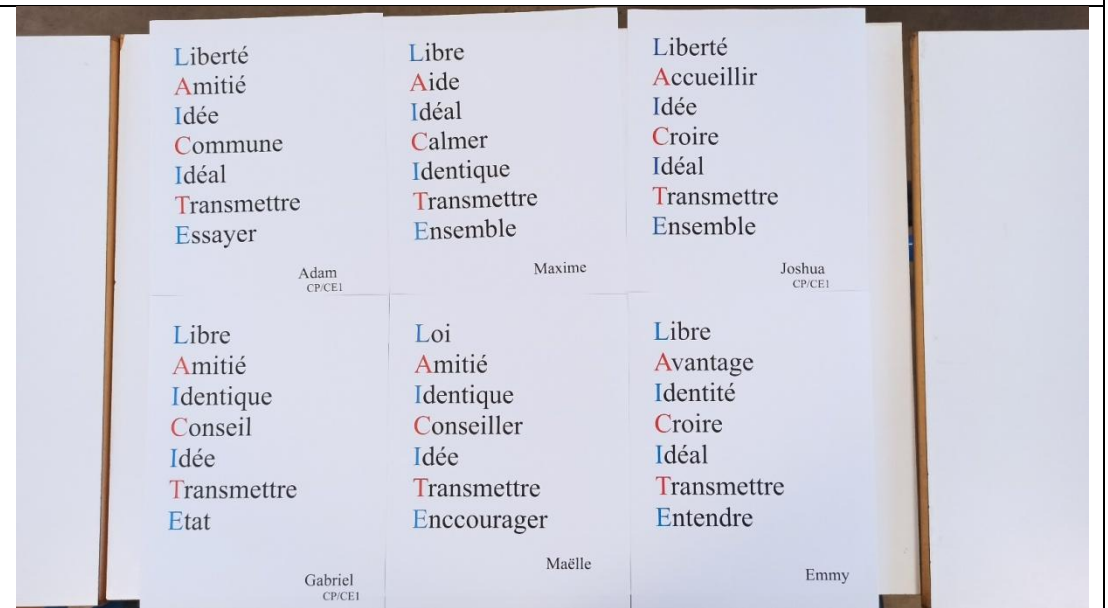 Liberté
Amitié
Idée
Commune
Idéal
Transmettre
Essayer
Adam
CP/CE1
Libre
Aide
Idéal
Calmer
Identique
Transmettre
Ensemble
Maxime
Liberté
Accueillir
Idée
Croire
Idéal
Transmettre
Ensemble
Joshua
CP/CE1
Libre
Amitié
Identique
Conseil
Idée
Transmettre
Etat
Gabriel
CP/CE1
Loi
Amitié
Identique
Conseiller
Idée
Transmettre
Enccourager
Maëlle
Libre
Avantage
Identité
Croire
Idéal
Transmettre
Entendre
Emmy